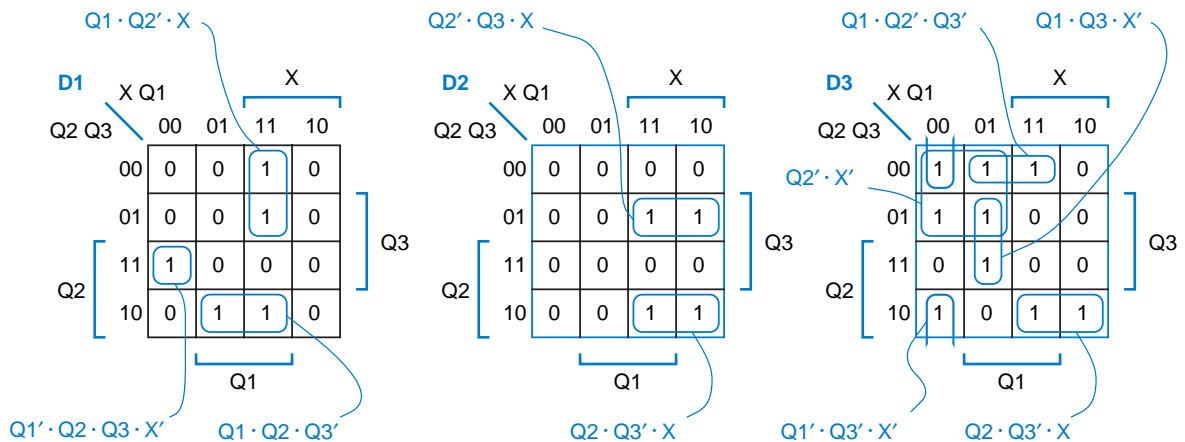 Q1 · Q2′ · X
Q2′ · Q3 · X
Q1 · Q2′ · Q3′
Q1 · Q3 · X′
D1
X Q1
X
Q2 Q3
00 01 11 10
00 0 0 1 0
01 0 0 1 0
11 1 0 0 0
10 0 1 1 0
Q2
Q3
Q1
Q1′ · Q2 · Q3 · X′
Q1 · Q2 · Q3′
D2
X Q1
X
Q2 Q3
00 01 11 10
00 0 0 0 0
01 0 0 1 1
11 0 0 0 0
10 0 0 1 1
Q2
Q3
Q1
Q2 · Q3′ · X
D3
X Q1
X
Q2 Q3
00 01 11 10
00 1 1 1 0
Q2′ · X′
01 1 1 0 0
11 0 1 0 0
10 1 0 1 1
Q2
Q3
Q1
Q1′ · Q3′ · X′
Q2 · Q3′ · X